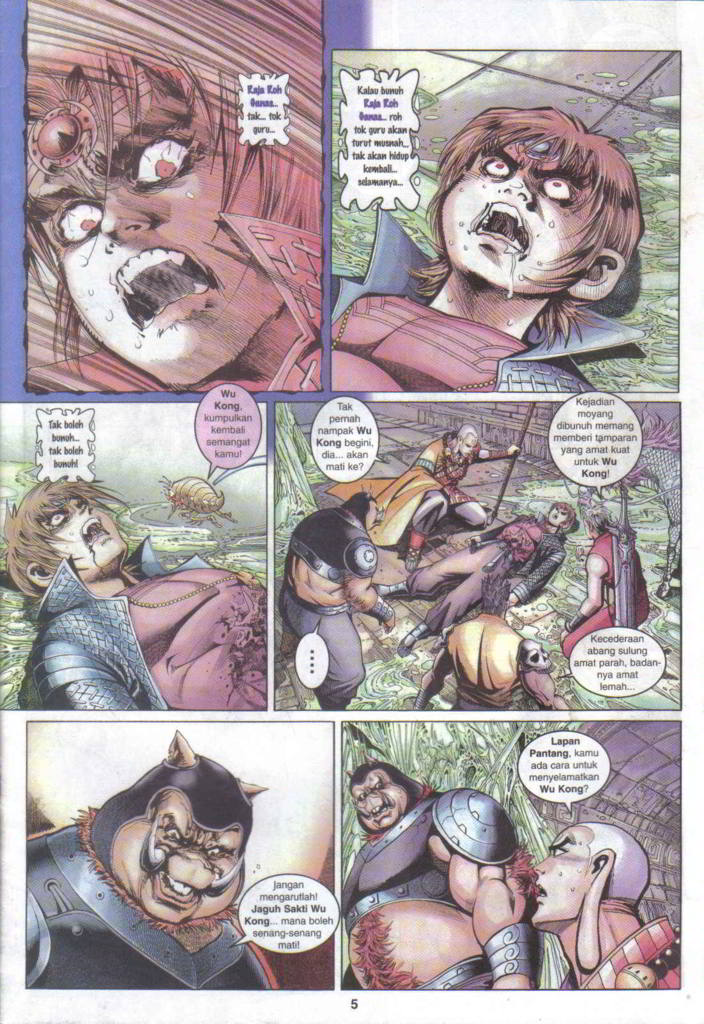 Raja Roh
Ganas..
tak... tok
guru...
Kalau bunuh
Raja Roh
Ganas... roh
tok guru akan
turut musnah...
tak akan hidup
kembali...
selamanya...
Tak boleh
bunuh...
tak boleh
bunuh!
Wu
Kong,
kumpulkan
kembali
semangat
kamu!
Tak
pernah
nampak Wu
Kong begini,
dia... akan
mati ke?
Kejadian
moyang
dibunuh memang
memberi tamparan
yang amat kuat
untuk Wu
Kong!
....
Kecederaan
abang sulung
amat parah, badan-
nya amat
lemah...
Jangan
mengarutlah!
Jaguh Sakti Wu
Kong... mana boleh
senang-senang
mati!
Lapan
Pantang, kamu
ada cara untuk
menyelamatkan
Wu Kong?
5